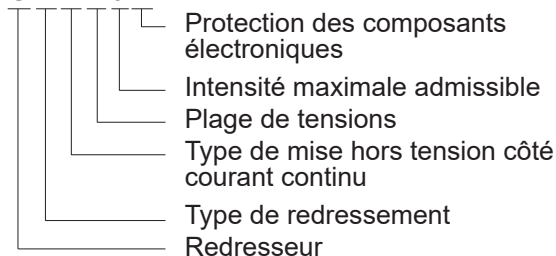 Protection des composants
électroniques
Intensité maximale admissible
Plage de tensions
Type de mise hors tension côté
courant continu
Type de redressement
Redresseur